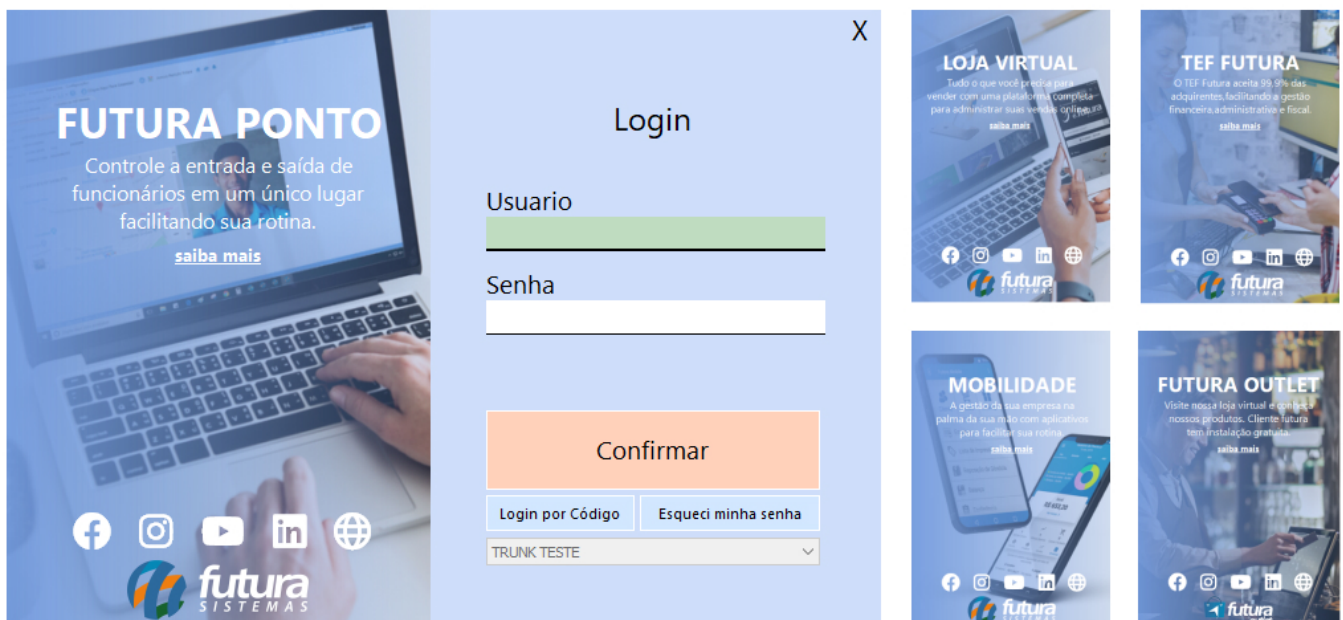 FUTURA PONTO
Controle a entrada e saída de
funcionários em um único lugar
facilitando sua rotina.
saiba mais
futura
SISTEMAS
X
Login
Usuario
Senha
Confirmar
Login por Código
Esqueci minha senha
TRUNK TESTE
LOJA VIRTUAL
Tudo o que você precisa para
vender com uma plataforma completa
para administrar suas vendas online.
saiba mais
futura
SISTEMAS
TEF FUTURA
O TEF Futura aceita 99,9% das
adquirentes,facilitando a gestão
financeira,administrativa e fiscal.
saiba mais
futura
SISTEMAS
MOBILIDADE
A gestão da sua empresa na
palma da sua mão com aplicativos
para facilitar sua rotina.
saiba mais
futura
FUTURA OUTLET
Visite nossa loja virtual e conheça
nossos produtos. Cliente futura
tem instalação gratuita.
saiba mais
futura